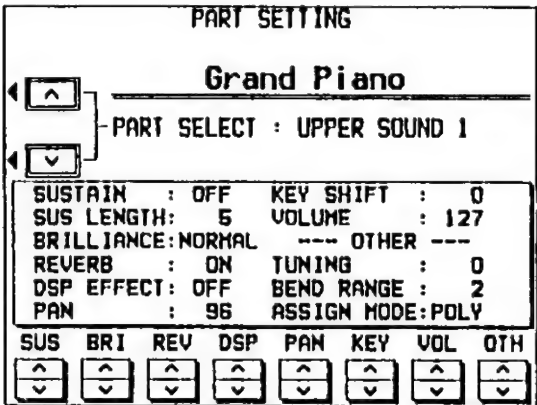 PART SETTING
Grand Piano
PART SELECT : UPPER SOUND 1
SUSTAIN : OFF KEY SHIFT : 0
SUS LENGTH: 5 VOLUME : 127
BRILLIANCE:NORMAL --- OTHER ---
REVERB : ON TUNING : 0
DSP EFFECT: OFF BEND RANGE : 2
PAN : 96 ASSIGN MODE:POLY
SUS BRI REV DSP PAN KEY VOL OTH